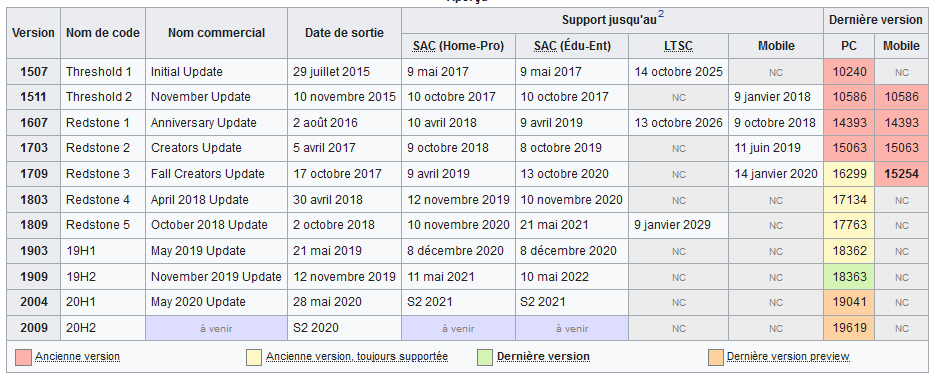 Version Nom de code Nom commercial Date de sortie Support jusqu'au2 Dernière version
SAC (Home-Pro) SAC (Édu-Ent) LTSC Mobile PC Mobile
1507 Threshold 1 Initial Update 29 juillet 2015 9 mai 2017 9 mai 2017 14 octobre 2025 NC 10240 NC
1511 Threshold 2 November Update 10 novembre 2015 10 octobre 2017 10 octobre 2017 NC 9 janvier 2018 10586 10586
1607 Redstone 1 Anniversary Update 2 août 2016 10 avril 2018 9 avril 2019 13 octobre 2026 9 octobre 2018 14393 14393
1703 Redstone 2 Creators Update 5 avril 2017 9 octobre 2018 8 octobre 2019 NC 11 juin 2019 15063 15063
1709 Redstone 3 Fall Creators Update 17 octobre 2017 9 avril 2019 13 octobre 2020 NC 14 janvier 2020 16299 15254
1803 Redstone 4 April 2018 Update 30 avril 2018 12 novembre 2019 10 novembre 2020 NC NC 17134 NC
1809 Redstone 5 October 2018 Update 2 octobre 2018 10 novembre 2020 21 mai 2021 9 janvier 2029 NC 17763 NC
1903 19H1 May 2019 Update 21 mai 2019 8 décembre 2020 8 décembre 2020 NC NC 18362 NC
1909 19H2 November 2019 Update 12 novembre 2019 11 mai 2021 10 mai 2022 NC NC 18363 NC
2004 20H1 May 2020 Update 28 mai 2020 S2 2021 S2 2021 NC NC 19041 NC
2009 20H2 à venir S2 2020 à venir à venir NC NC 19619 NC
Ancienne version Ancienne version, toujours supportée Dernière version Dernière version preview